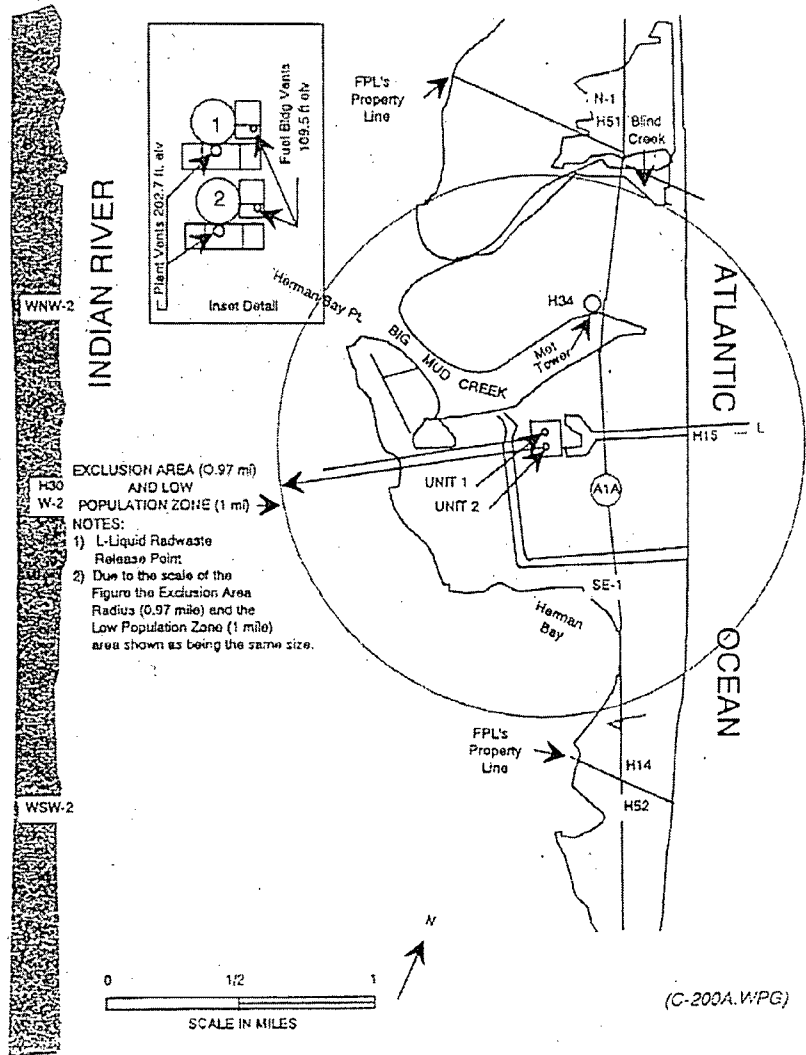 FPL's
Property
Line
N-1
H51
Blind
Creek
1
2
Plant Vents 202.7 ft. elv
Fuel Bldg Vents
109.5 ft elv
Inset Detail
INDIAN RIVER
WNW-2
Herman Bay Pt.
BIG MUD CREEK
H34
Met
Tower
ATLANTIC
OCEAN
H15
L
UNIT 1
UNIT 2
A1A
H30
W-2
EXCLUSION AREA (0.97 mi)
AND LOW
POPULATION ZONE (1 mi)
NOTES:
1) L-Liquid Radwaste
Release Point
2) Due to the scale of the
Figure the Exclusion Area
Radius (0.97 mile) and the
Low Population Zone (1 mile)
area shown as being the same size.
SE-1
Herman
Bay
FPL's
Property
Line
H14
H52
WSW-2
N
0
1/2
1
SCALE IN MILES
(C-200A.WPG)